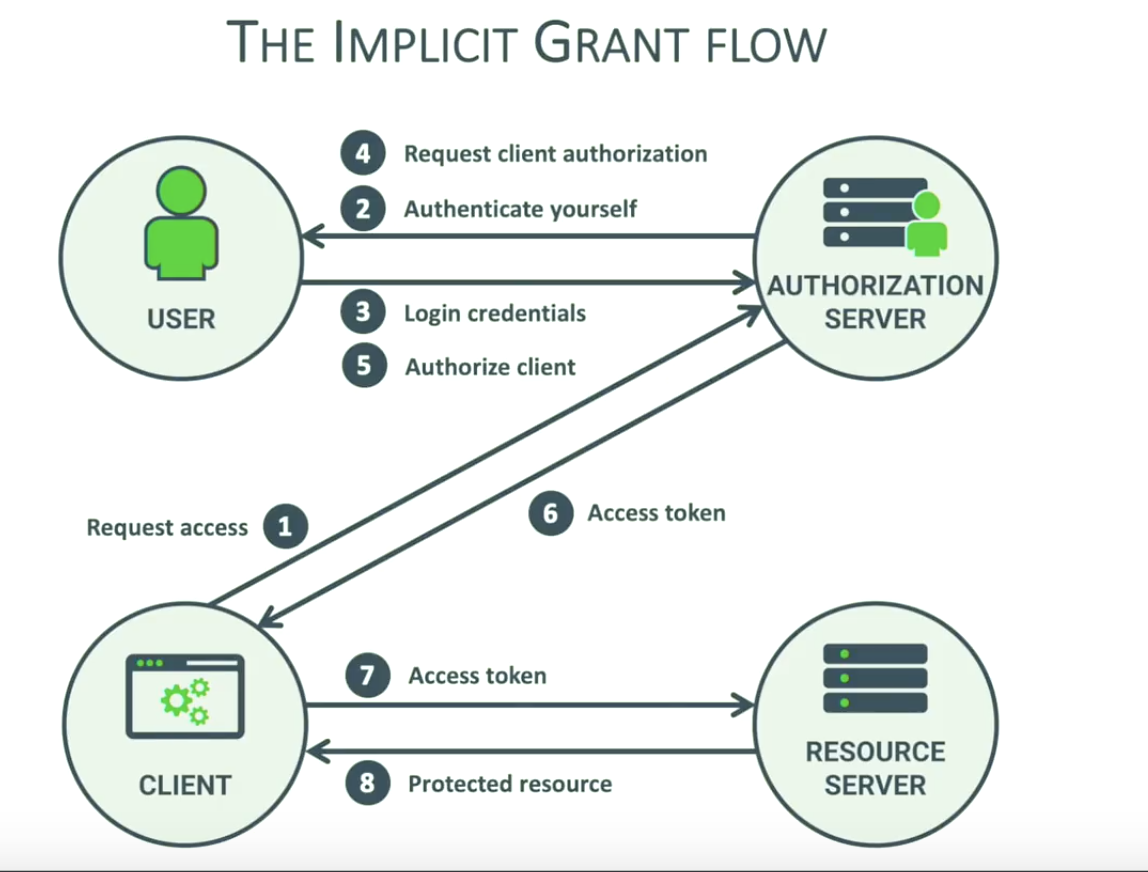 THE IMPLICIT GRANT FLOW
4 Request client authorization
2 Authenticate yourself
USER
AUTHORIZATION
SERVER
3 Login credentials
5 Authorize client
Request access 1
6 Access token
CLIENT
7 Access token
8 Protected resource
RESOURCE
SERVER